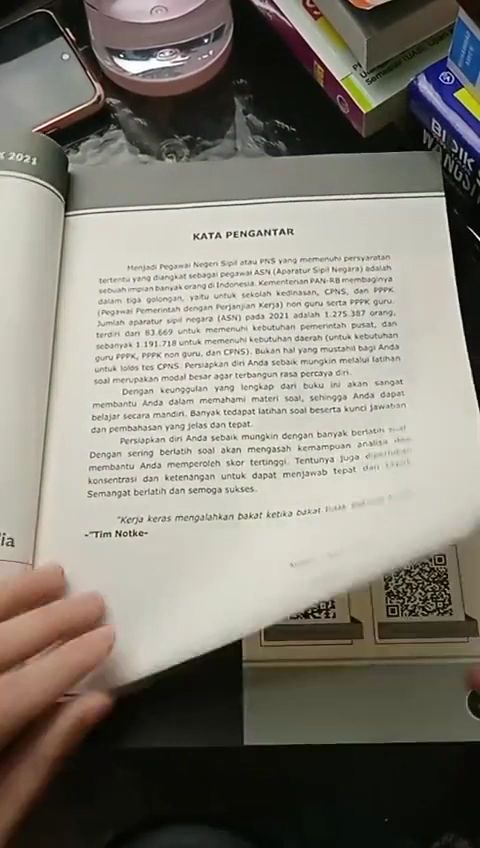 2021
KATA PENGANTAR
Menjadi Pegawai Negeri Sipil atau PNS yang memenuhi persyaratan
tertentu yang diangkat sebagai pegawai ASN (Aparatur Sipil Negara) adalah
sebuah impian banyak orang di Indonesia. Kementerian PAN-RB membaginya
dalam tiga golongan, yaitu untuk sekolah kedinasan, CPNS, dan PPPK
(Pegawai Pemerintah dengan Perjanjian Kerja) non guru serta PPPK guru.
Jumlah aparatur sipil negara (ASN) pada 2021 adalah 1.275.387 orang,
terdiri dari 83.669 untuk memenuhi kebutuhan pemerintah pusat, dan
sebanyak 1.191.718 untuk memenuhi kebutuhan daerah (untuk kebutuhan
guru PPPK, PPPK non guru, dan CPNS). Bukan hal yang mustahil bagi Anda
untuk lolos tes CPNS. Persiapkan diri Anda sebaik mungkin melalui latihan
soal merupakan modal besar agar terbangun rasa percaya diri.
Dengan keunggulan yang lengkap dari buku ini akan sangat
membantu Anda dalam memahami materi soal, sehingga Anda dapat
belajar secara mandiri. Banyak tedapat latihan soal beserta kunci jawaban
dan pembahasan yang jelas dan tepat.
Persiapkan diri Anda sebaik mungkin dengan banyak berlatih soal
Dengan sering berlatih soal akan mengasah kemampuan analisa dan
membantu Anda memperoleh skor tertinggi. Tentunya juga diperlukan
konsentrasi dan ketenangan untuk dapat menjawab tepat dan cepat.
Semangat berlatih dan semoga sukses.
"Kerja keras mengalahkan bakat ketika bakat tidak
-"Tim Notke-
ia